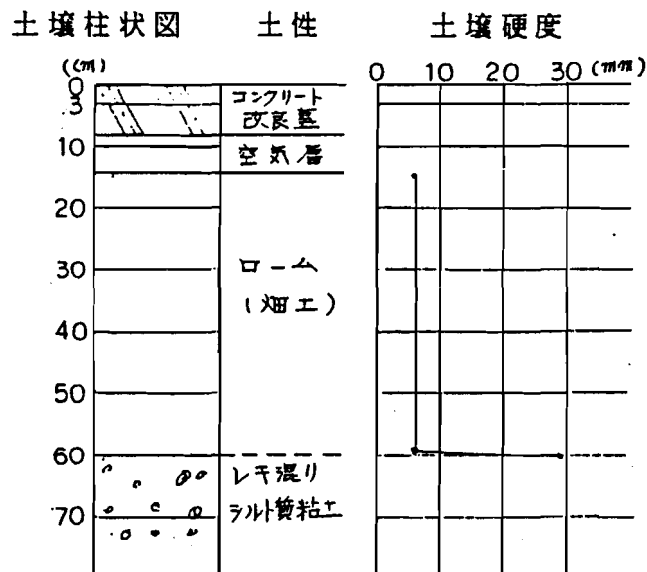 土壌柱状図 土性 土壌硬度
(cm) 0 10 20 30 (mm)
0 コンクリート
3 改良基
10 空気層
20
30 ローム
(畑土)
40
50
60 レキ混り
シルト質粘土
70